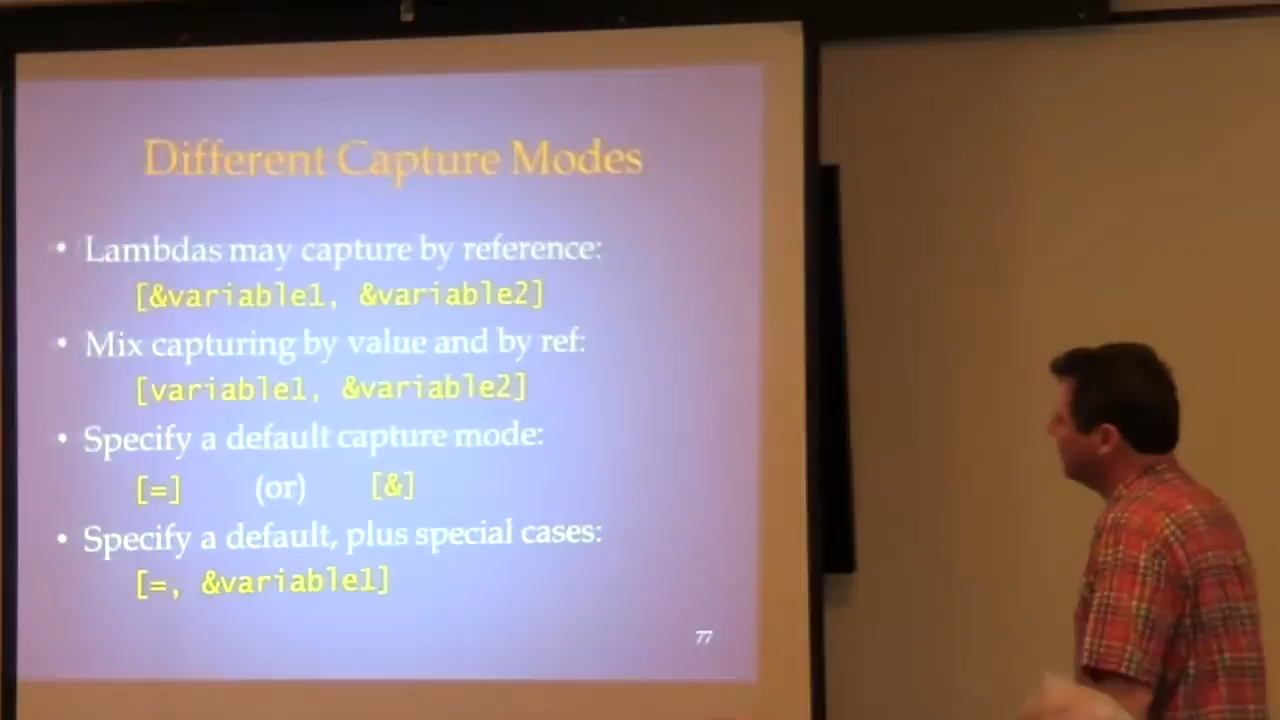 Different Capture Modes
• Lambdas may capture by reference:
[&variable1, &variable2]
• Mix capturing by value and by ref:
[variable1, &variable2]
• Specify a default capture mode:
[=] (or) [&]
• Specify a default, plus special cases:
[=, &variable1]
77